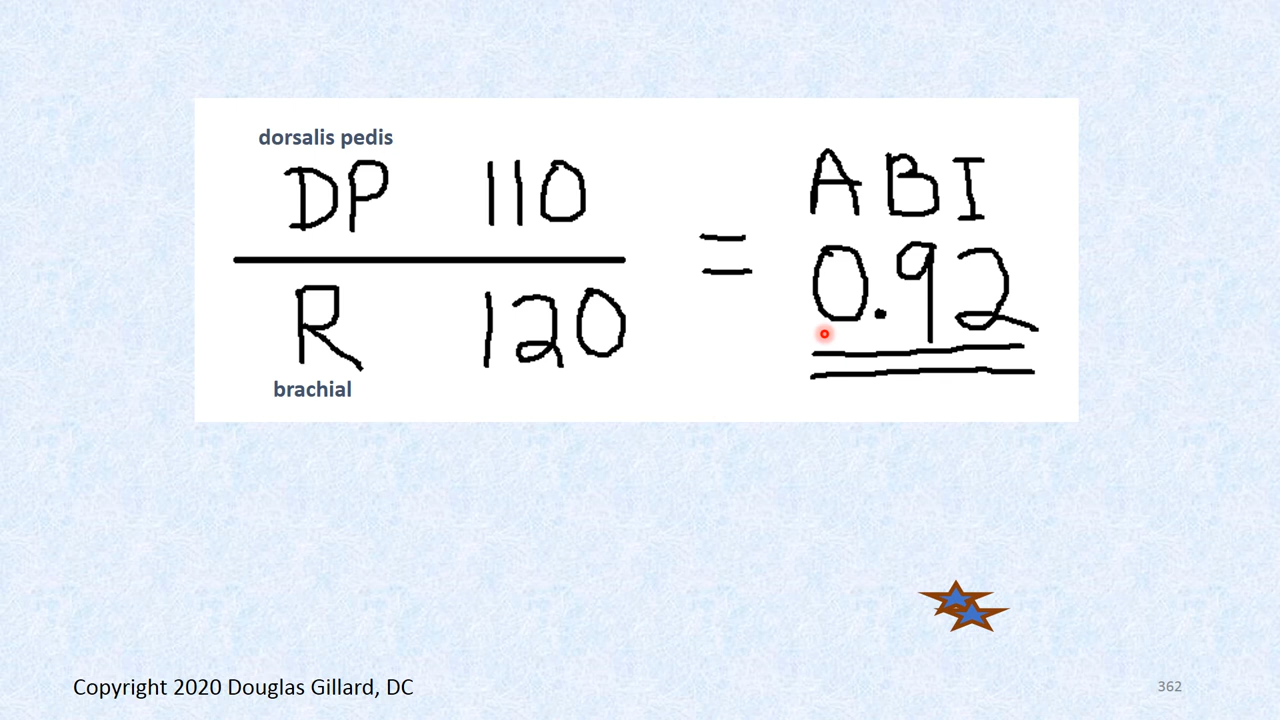 dorsalis pedis
DP 110
R 120
brachial
=
ABI
0.92
Copyright 2020 Douglas Gillard, DC
362